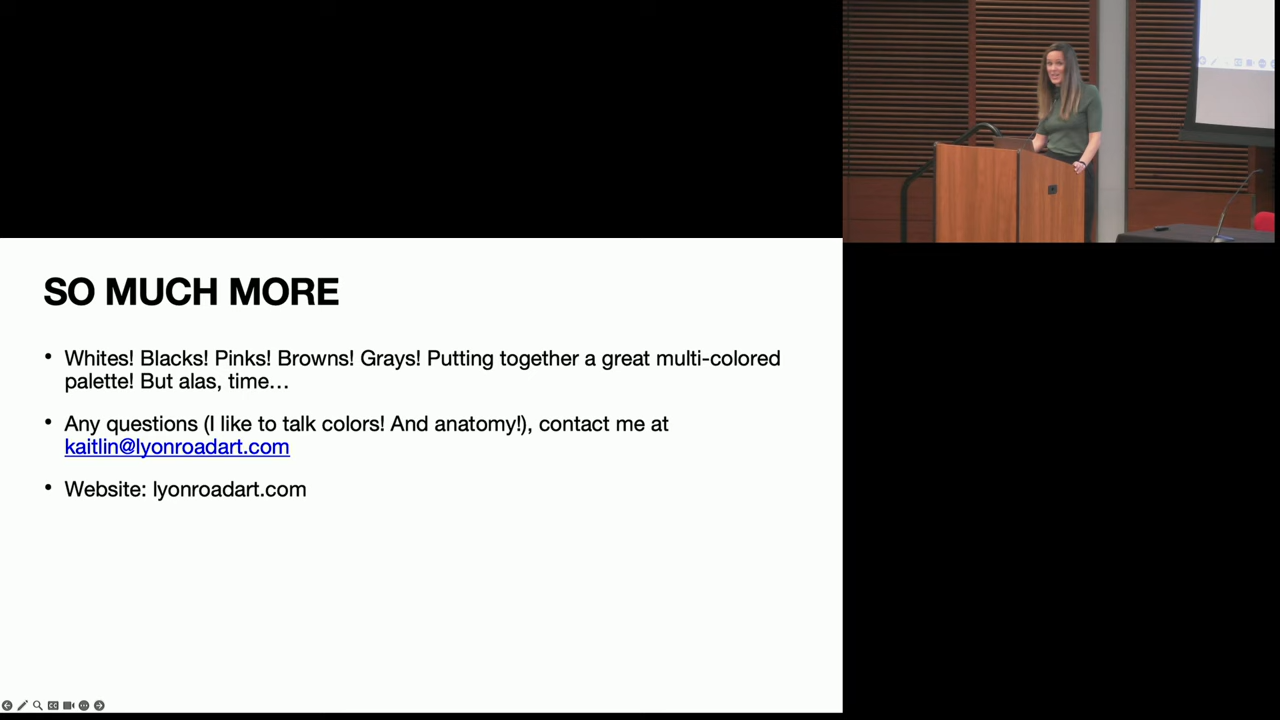 SO MUCH MORE
• Whites! Blacks! Pinks! Browns! Grays! Putting together a great multi-colored
palette! But alas, time…
• Any questions (I like to talk colors! And anatomy!), contact me at
kaitlin@lyonroadart.com
• Website: lyonroadart.com